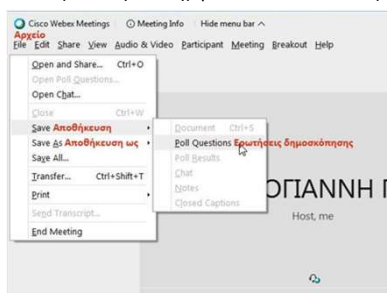 Cisco Webex Meetings Meeting Info Hide menu bar
Αρχείο
File Edit Share View Audio & Video Participant Meeting Breakout Help
Open and Share... Ctrl+O
Open Poll Questions...
Open Chat...
Close Ctrl+W
Save Αποθήκευση
Save As Αποθήκευση ως
Save All...
Transfer... Ctrl+Shift+T
Print
Send Transcript...
End Meeting
Document Ctrl+S
Poll Questions Ερωτήσεις δημοσκόπησης
Poll Results
Chat
Notes
Closed Captions
ΟΓΙΑΝΝΗ
Host, me